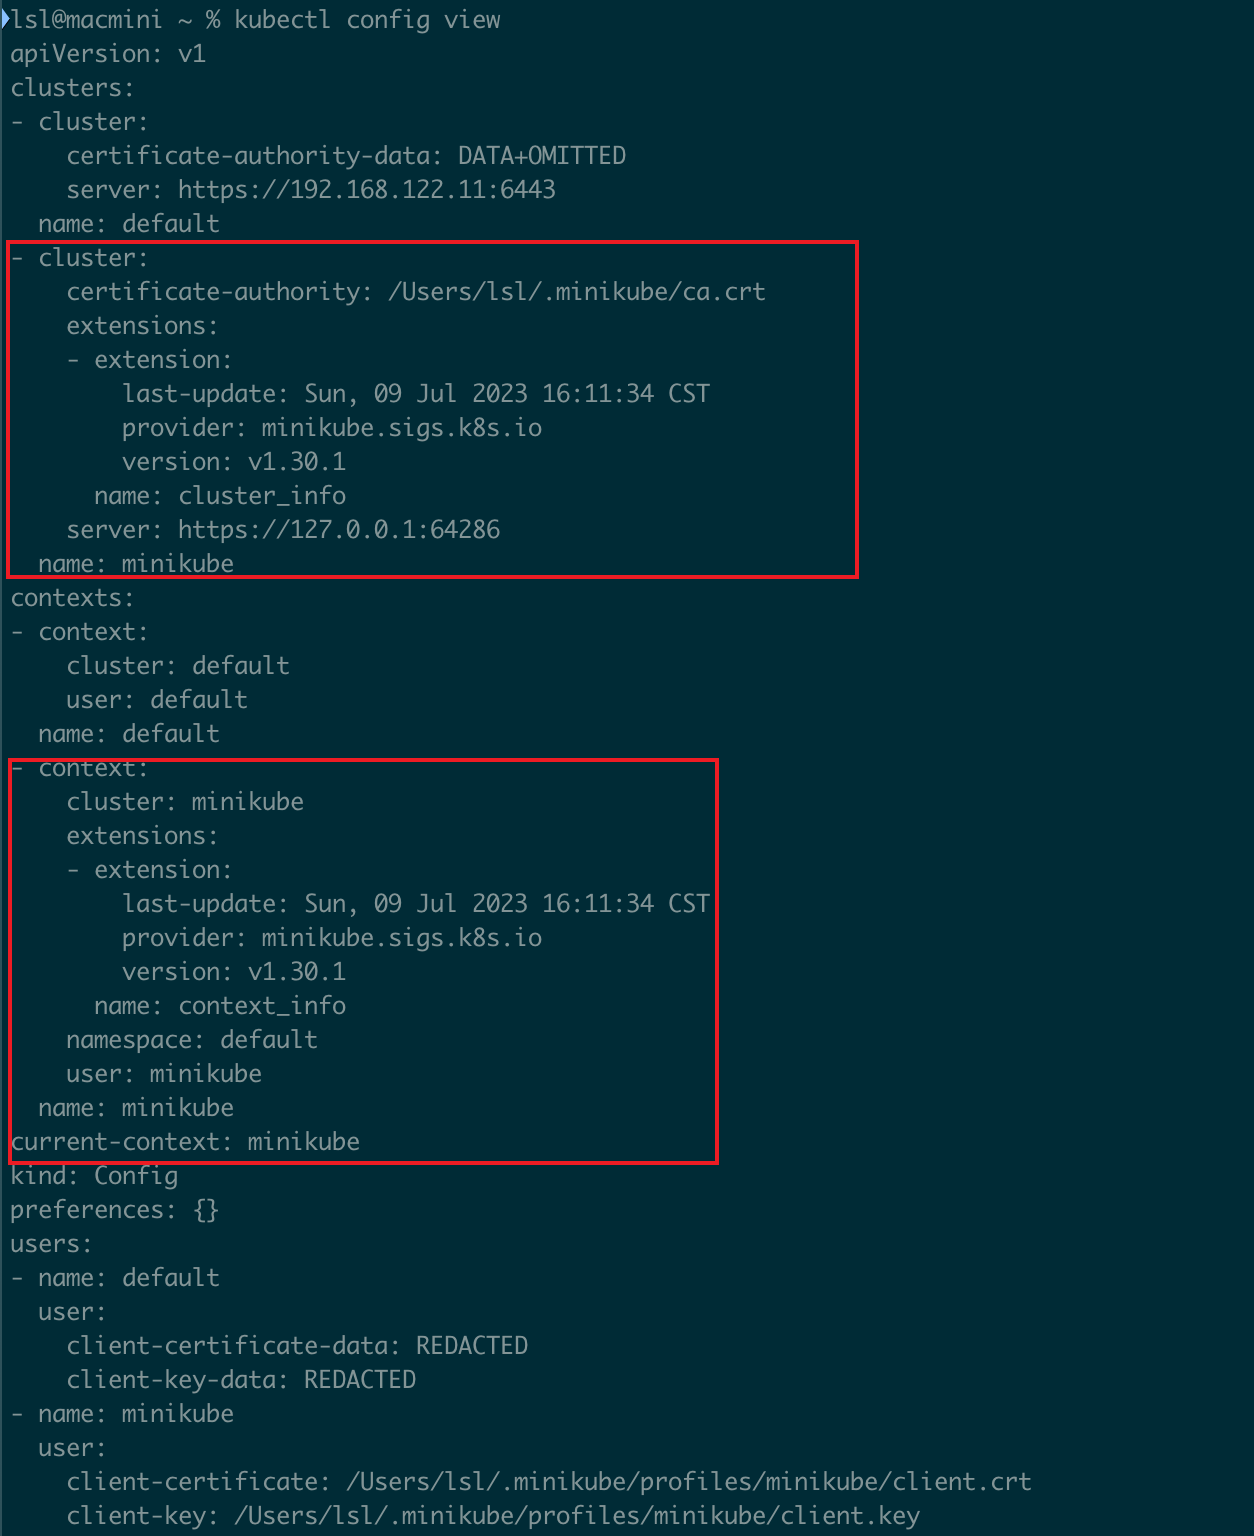 lsl@macmini ~ % kubectl config view
apiVersion: v1
clusters:
- cluster:
    certificate-authority-data: DATA+OMITTED
    server: https://192.168.122.11:6443
  name: default
- cluster:
    certificate-authority: /Users/lsl/.minikube/ca.crt
    extensions:
    - extension:
        last-update: Sun, 09 Jul 2023 16:11:34 CST
        provider: minikube.sigs.k8s.io
        version: v1.30.1
      name: cluster_info
    server: https://127.0.0.1:64286
  name: minikube
contexts:
- context:
    cluster: default
    user: default
  name: default
- context:
    cluster: minikube
    extensions:
    - extension:
        last-update: Sun, 09 Jul 2023 16:11:34 CST
        provider: minikube.sigs.k8s.io
        version: v1.30.1
      name: context_info
    namespace: default
    user: minikube
  name: minikube
current-context: minikube
kind: Config
preferences: {}
users:
- name: default
  user:
    client-certificate-data: REDACTED
    client-key-data: REDACTED
- name: minikube
  user:
    client-certificate: /Users/lsl/.minikube/profiles/minikube/client.crt
    client-key: /Users/lsl/.minikube/profiles/minikube/client.key